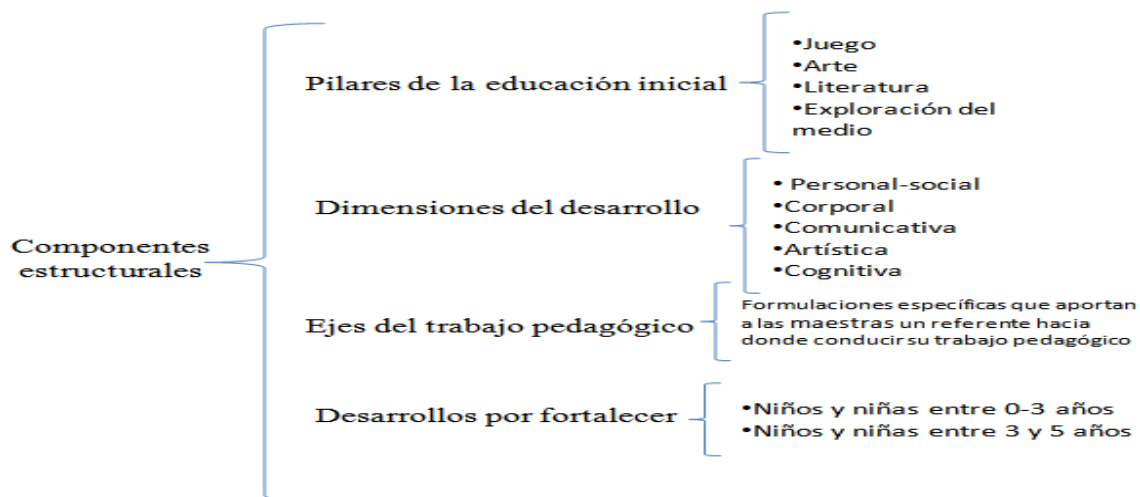 Componentes
estructurales
Pilares de la educación inicial
•Juego
•Arte
•Literatura
•Exploración del
medio
Dimensiones del desarrollo
• Personal-social
•Corporal
•Comunicativa
•Artística
•Cognitiva
Ejes del trabajo pedagógico
Formulaciones específicas que aportan
a las maestras un referente hacia
donde conducir su trabajo pedagógico
Desarrollos por fortalecer
•Niños y niñas entre 0-3 años
•Niños y niñas entre 3 y 5 años